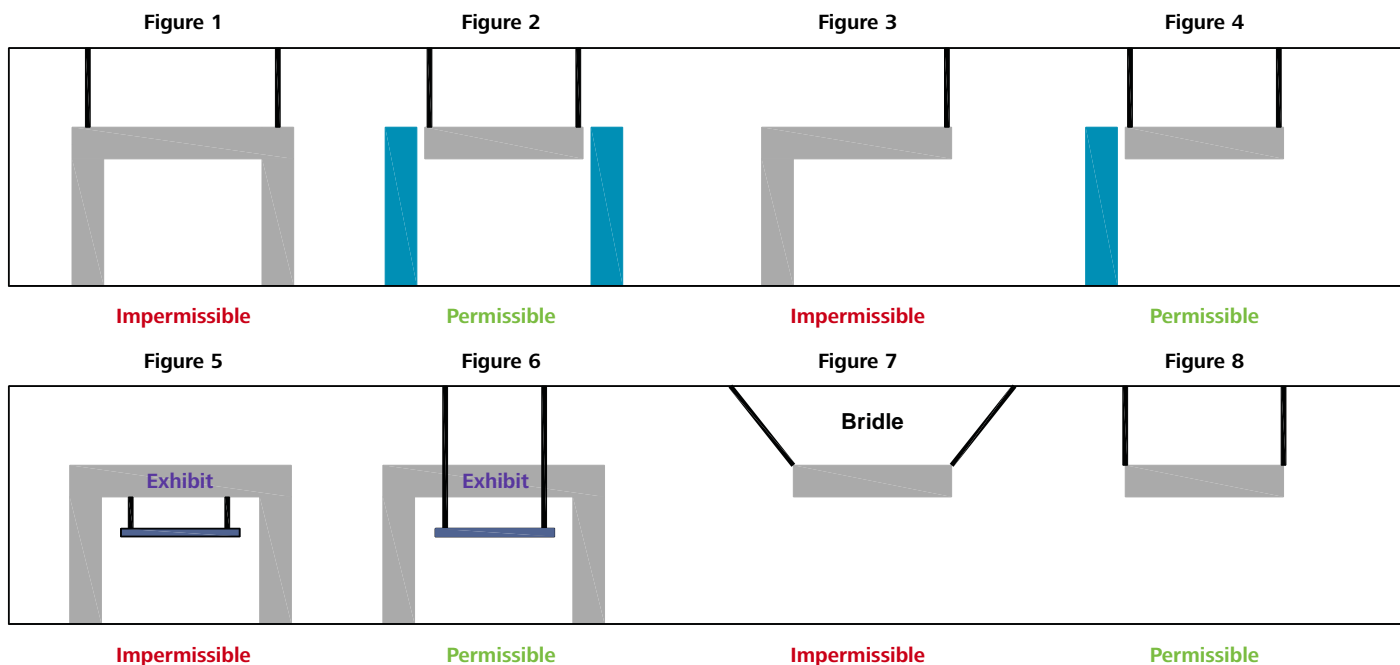 Figure 1
Figure 2
Figure 3
Figure 4
Impermissible
Permissible
Impermissible
Permissible
Figure 5
Figure 6
Figure 7
Figure 8
Bridle
Exhibit
Exhibit
Impermissible
Permissible
Impermissible
Permissible